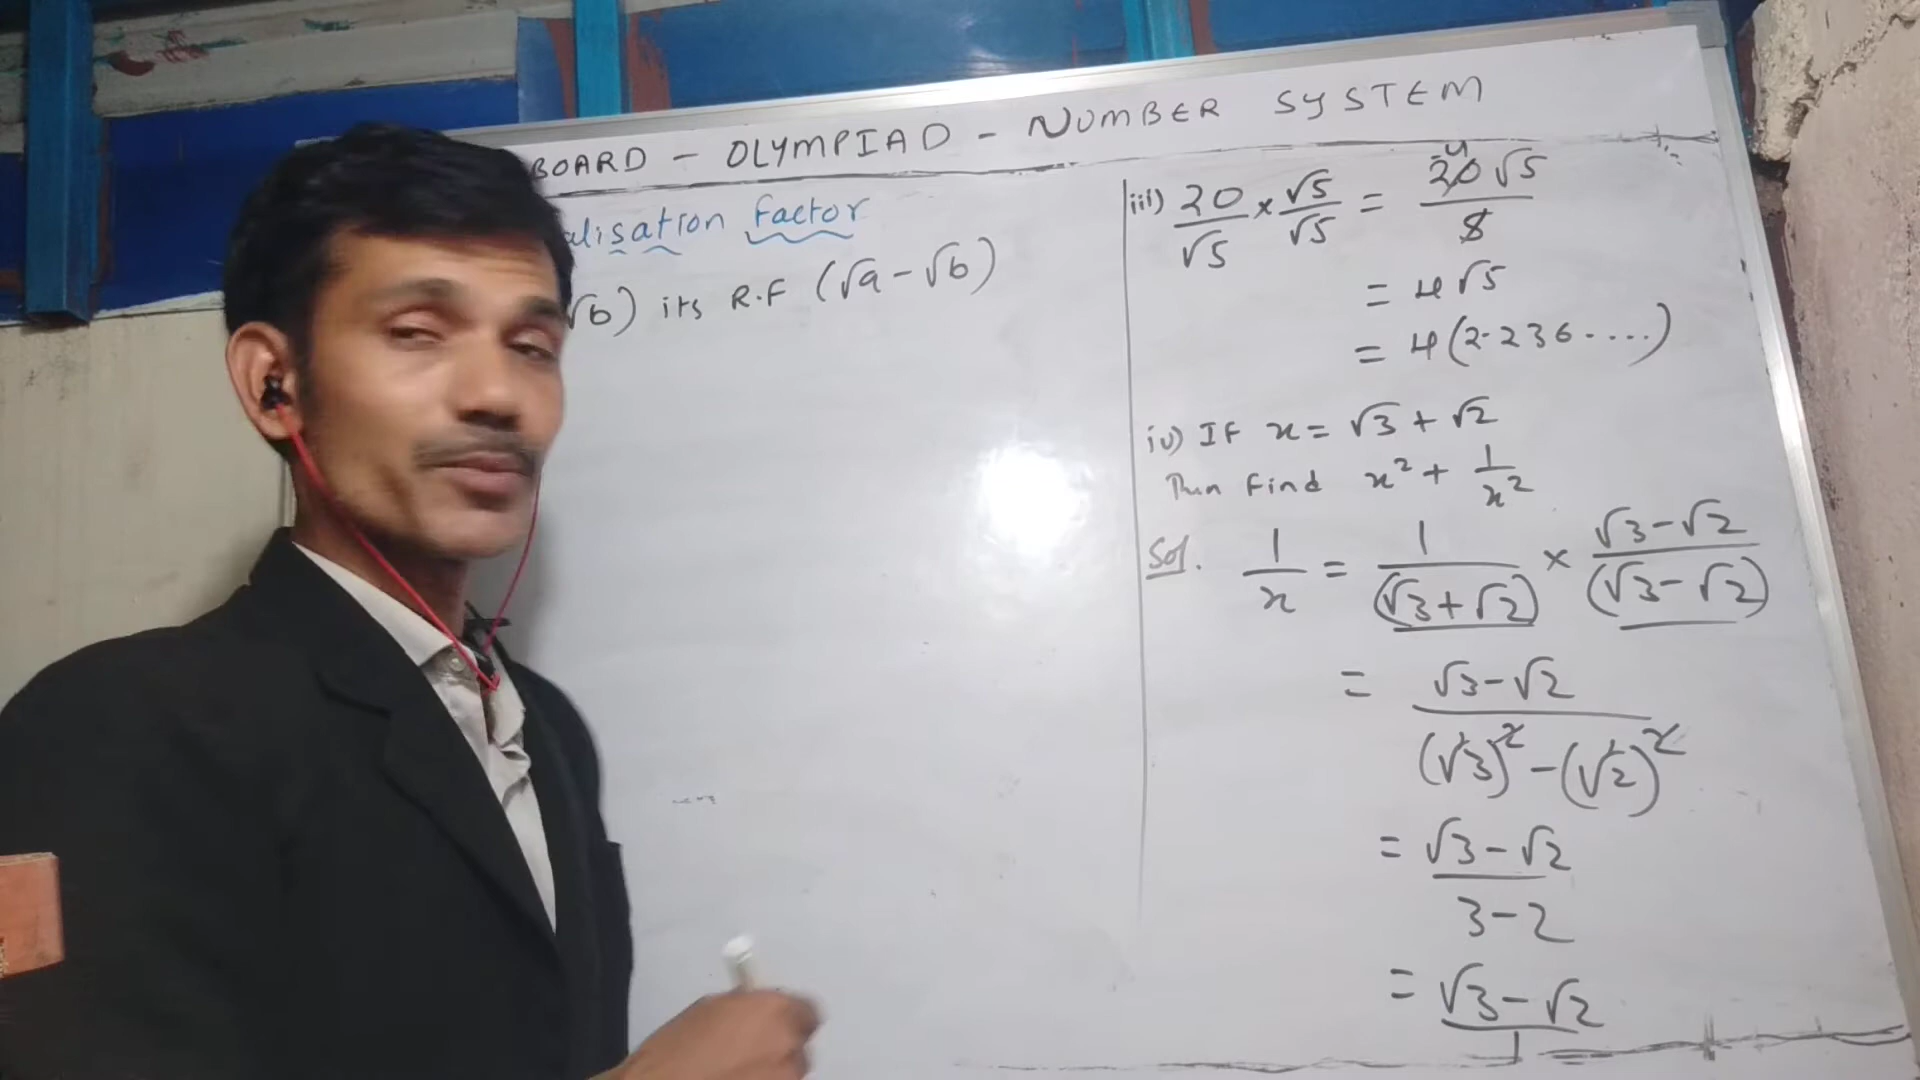 BOARD - OLYMPIAD - NUMBER SYSTEM
alisation factor
√b) its R.F (√a - √b)
iii) 20/√5 × √5/√5 = 20√5/5 4
= 4√5
= 4(2.236.....)
iv) If x = √3 + √2
Then Find x² + 1/x²
Sol. 1/x = 1/(√3+√2) × √3-√2/(√3-√2)
= √3-√2/(√3)²-(√2)²
= √3-√2/3-2
= √3-√2/1